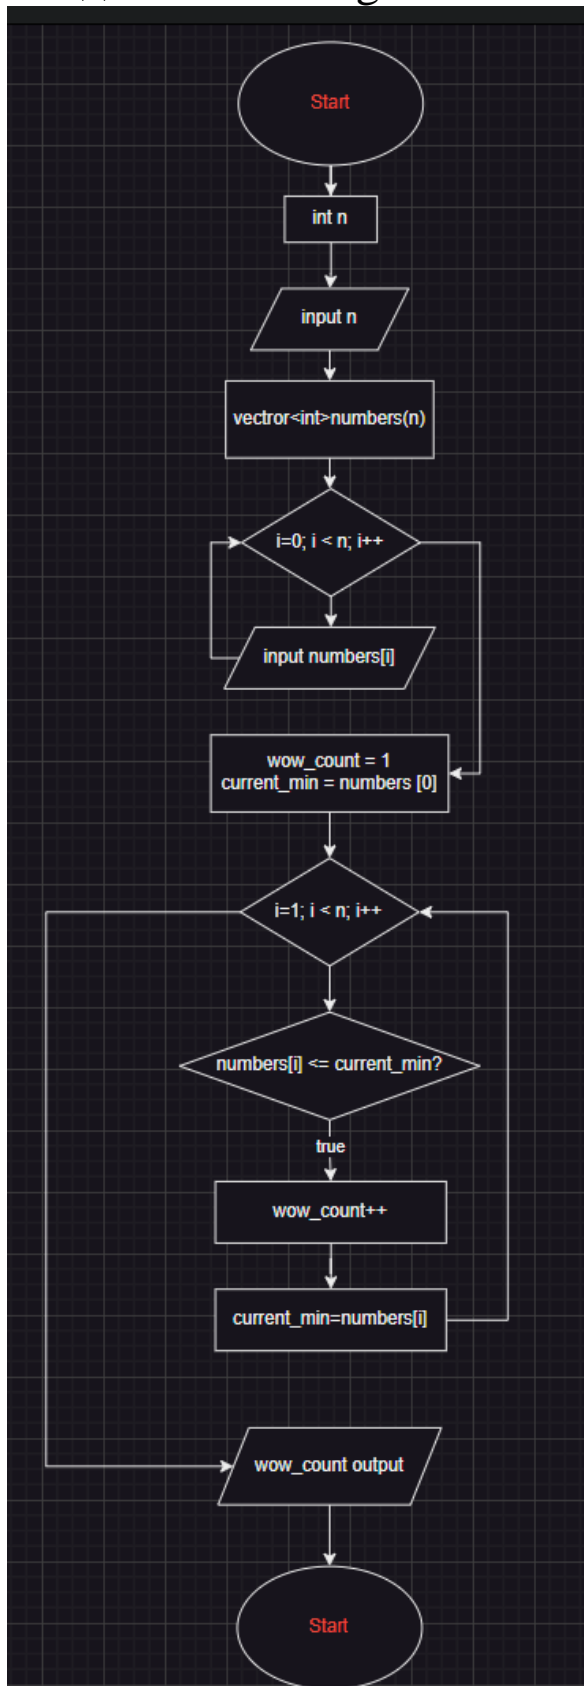 Start
int n
input n
vectror<int>numbers(n)
i=0; i < n; i++
input numbers[i]
wow_count = 1
current_min = numbers [0]
i=1; i < n; i++
numbers[i] <= current_min?
true
wow_count++
current_min=numbers[i]
wow_count output
Start